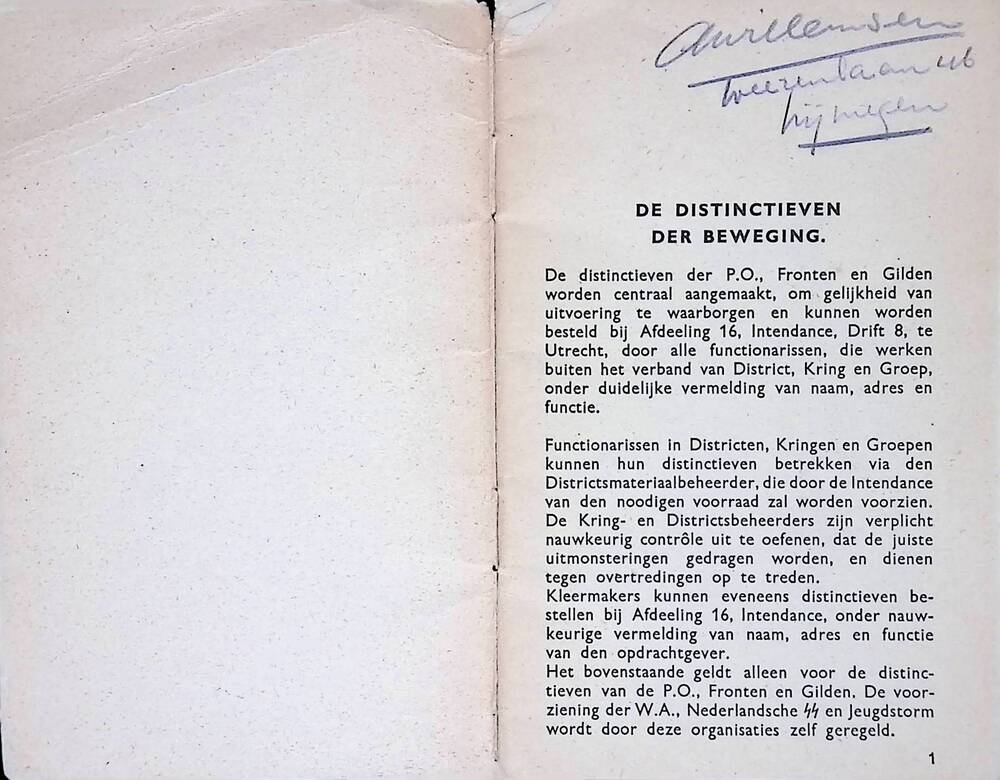 46
Nijmegen
DE DISTINCTIEVEN
DER BEWEGING.
De distinctieven der P.O., Fronten en Gilden
worden centraal aangemaakt, om gelijkheid van
uitvoering te waarborgen en kunnen worden
besteld bij Afdeeling 16, Intendance, Drift 8, te
Utrecht, door alle functionarissen, die werken
buiten het verband van District, Kring en Groep,
onder duidelijke vermelding van naam, adres en
functie.
Functionarissen in Districten, Kringen en Groepen
kunnen hun distinctieven betrekken via den
Districtsmateriaalbeheerder, die door de Intendance
van den noodigen voorraad zal worden voorzien.
De Kring- en Districtsbeheerders zijn verplicht
nauwkeurig contrôle uit te oefenen, dat de juiste
uitmonsteringen gedragen worden, en dienen
tegen overtredingen op te treden.
Kleermakers kunnen eveneens distinctieven be-
stellen bij Afdeeling 16, Intendance, onder nauw-
keurige vermelding van naam, adres en functie
van den opdrachtgever.
Het bovenstaande geldt alleen voor de distinc-
tieven van de P.O., Fronten en Gilden. De voor-
ziening der W.A., Nederlandsche ᛋᛋ en Jeugdstorm
wordt door deze organisaties zelf geregeld.
1